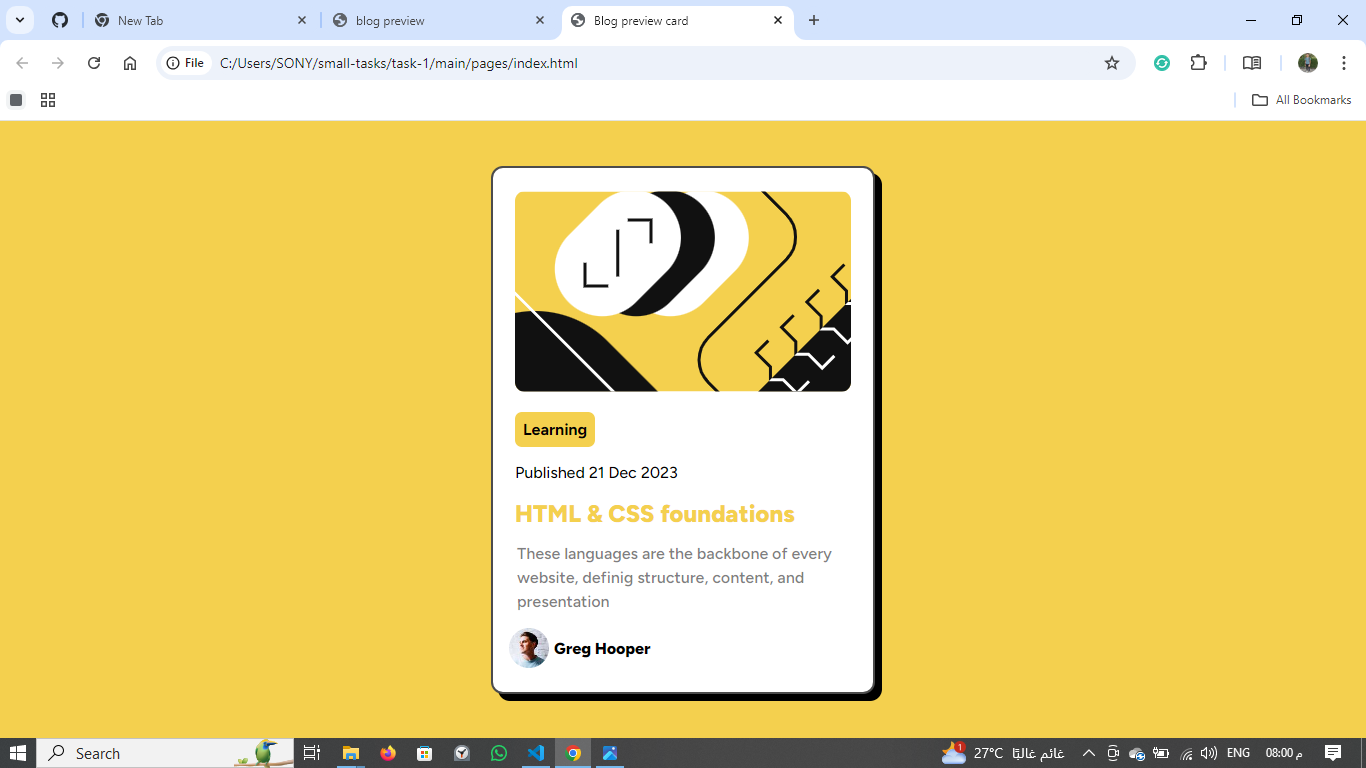 New Tab
blog preview
Blog preview card
File
C:/Users/SONY/small-tasks/task-1/main/pages/index.html
All Bookmarks
Learning
Published 21 Dec 2023
HTML & CSS foundations
These languages are the backbone of every
website, definig structure, content, and
presentation
Greg Hooper
Search
1
27°C غائم غالبًا
ENG
08:00 م